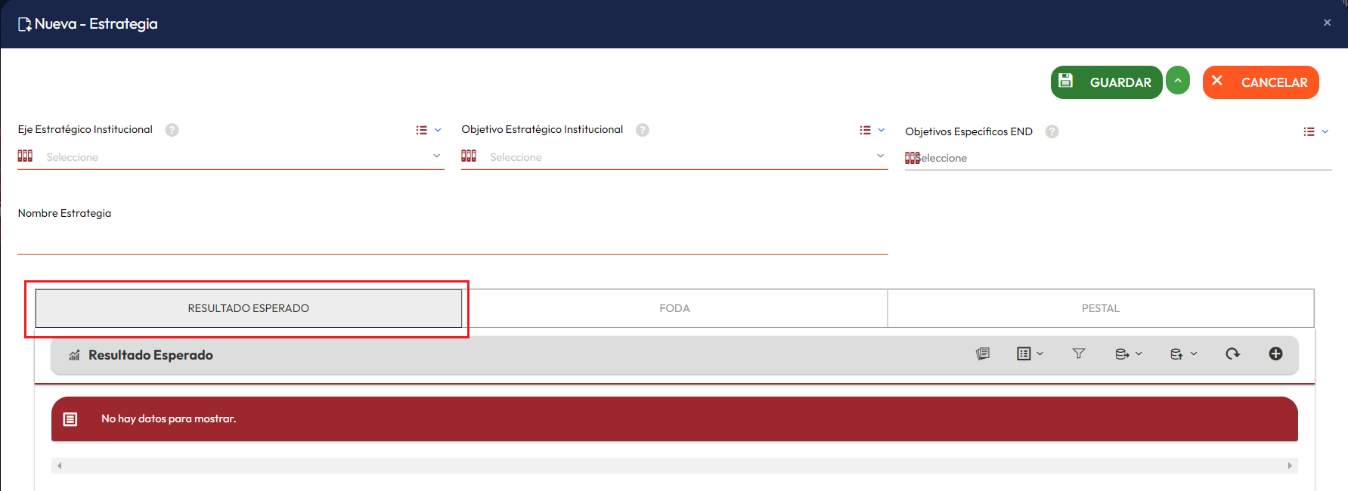 Nueva - Estrategia
GUARDAR
CANCELAR
Eje Estratégico Institucional
Objetivo Estratégico Institucional
Objetivos Específicos END
Seleccione
Seleccione
Seleccione
Nombre Estrategia
RESULTADO ESPERADO
FODA
PESTAL
Resultado Esperado
No hay datos para mostrar.